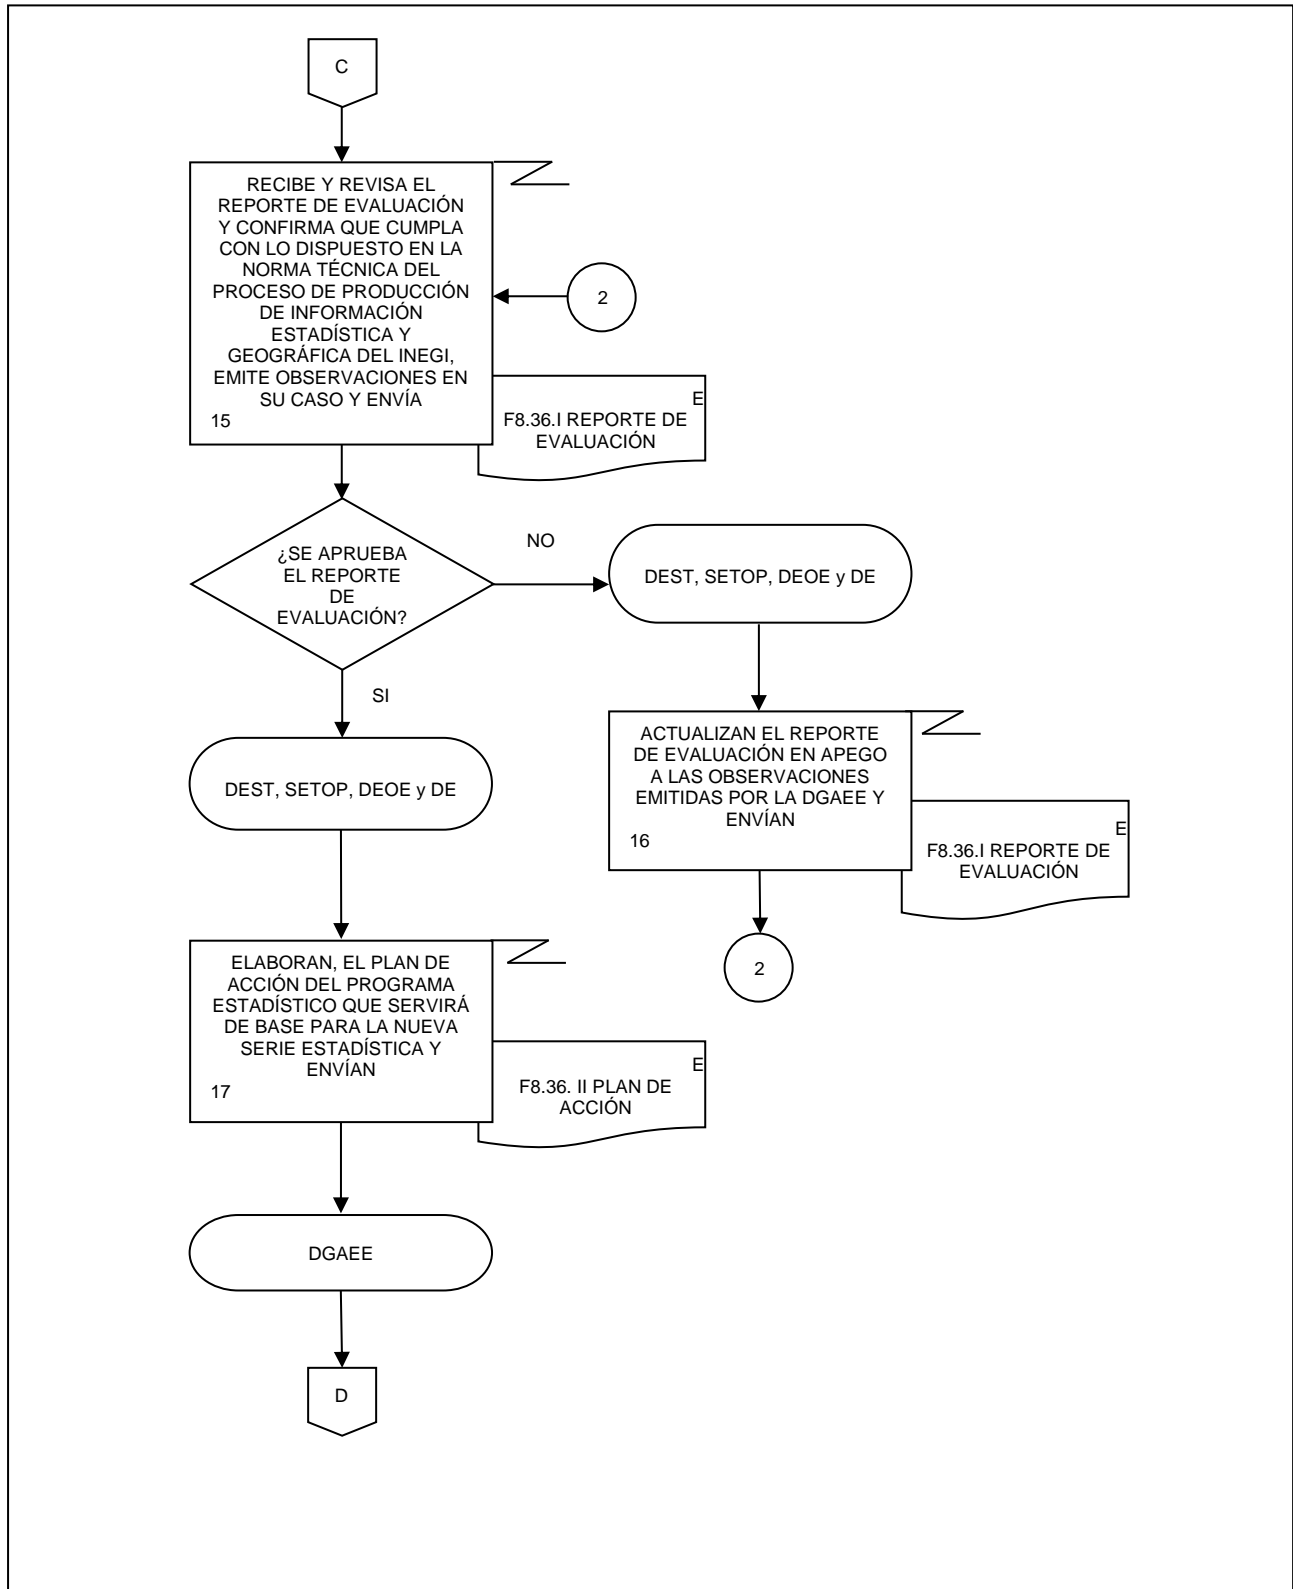 C
RECIBE Y REVISA EL
REPORTE DE EVALUACIÓN
Y CONFIRMA QUE CUMPLA
CON LO DISPUESTO EN LA
NORMA TÉCNICA DEL
PROCESO DE PRODUCCIÓN
DE INFORMACIÓN
ESTADÍSTICA Y
GEOGRÁFICA DEL INEGI,
EMITE OBSERVACIONES EN
SU CASO Y ENVÍA
15
2
E
F8.36.I REPORTE DE
EVALUACIÓN
¿SE APRUEBA
EL REPORTE
DE
EVALUACIÓN?
NO
DEST, SETOP, DEOE y DE
SI
DEST, SETOP, DEOE y DE
ACTUALIZAN EL REPORTE
DE EVALUACIÓN EN APEGO
A LAS OBSERVACIONES
EMITIDAS POR LA DGAEE Y
ENVÍAN
16
E
F8.36.I REPORTE DE
EVALUACIÓN
2
ELABORAN, EL PLAN DE
ACCIÓN DEL PROGRAMA
ESTADÍSTICO QUE SERVIRÁ
DE BASE PARA LA NUEVA
SERIE ESTADÍSTICA Y
ENVÍAN
17
E
F8.36. II PLAN DE
ACCIÓN
DGAEE
D